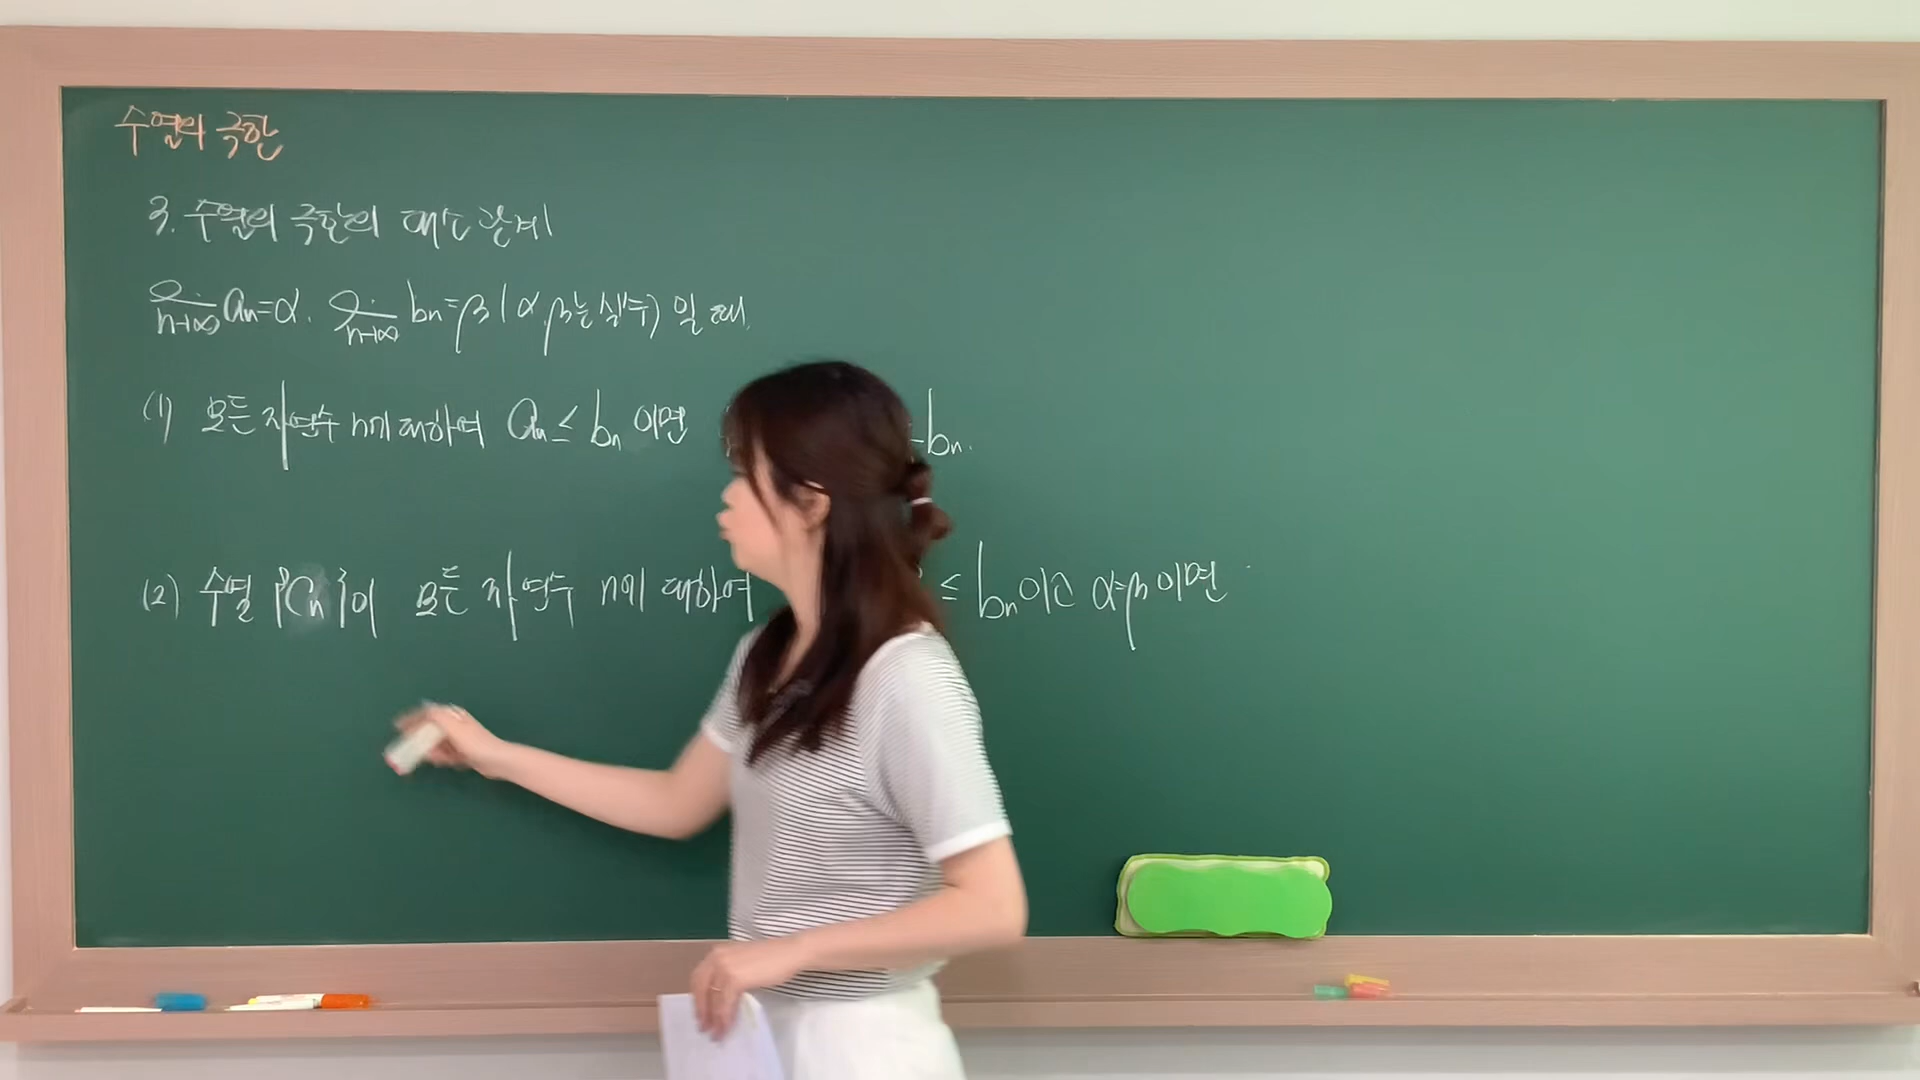 수열의 극한
3. 수열의 극한의 대소 관계
lim n→∞ an=α. lim n→∞ bn=β (α, β는 실수) 일 때,
(1) 모든 자연수 n에 대하여 an ≤ bn 이면 bn.
(2) 수열 {Cn}이 모든 자연수 n에 대하여 ≤ bn이고 α=β이면